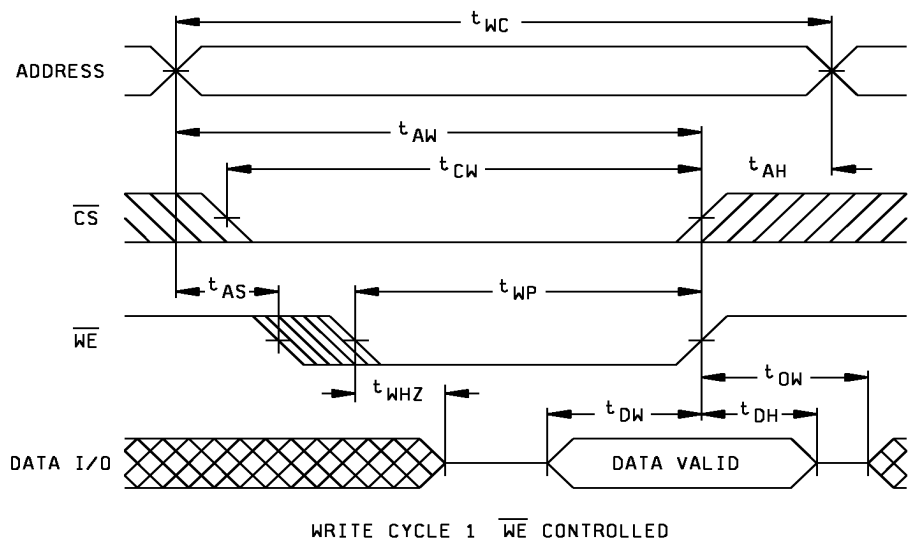 tWC
ADDRESS
tAW
tCW
tAH
CS
tAS
tWP
WE
tWHZ
tOW
tDW
tDH
DATA I/O
DATA VALID
WRITE CYCLE 1 WE CONTROLLED